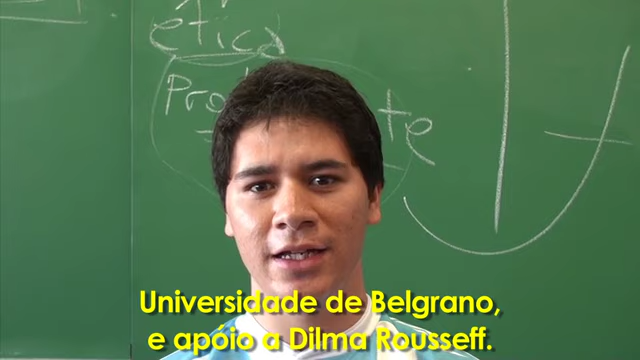 ética
Universidade de Belgrano,
e apóio a Dilma Rousseff.